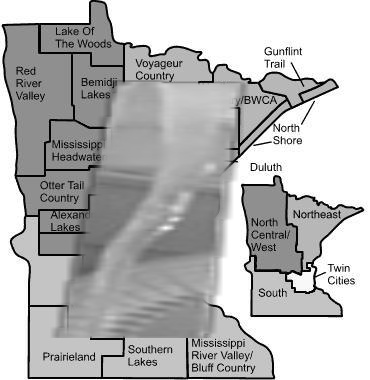 Lake Of
The Woods
Voyageur
Country
Gunflint
Trail
Red
River
Valley
Bemidji
Lakes
/BWCA
North
Shore
Mississippi
Headwate
Duluth
Otter Tail
Country
Alexand
Lakes
Northeast
North
Central/
West
Twin
Cities
South
Prairieland
Southern
Lakes
Mississippi
River Valley/
Bluff Country